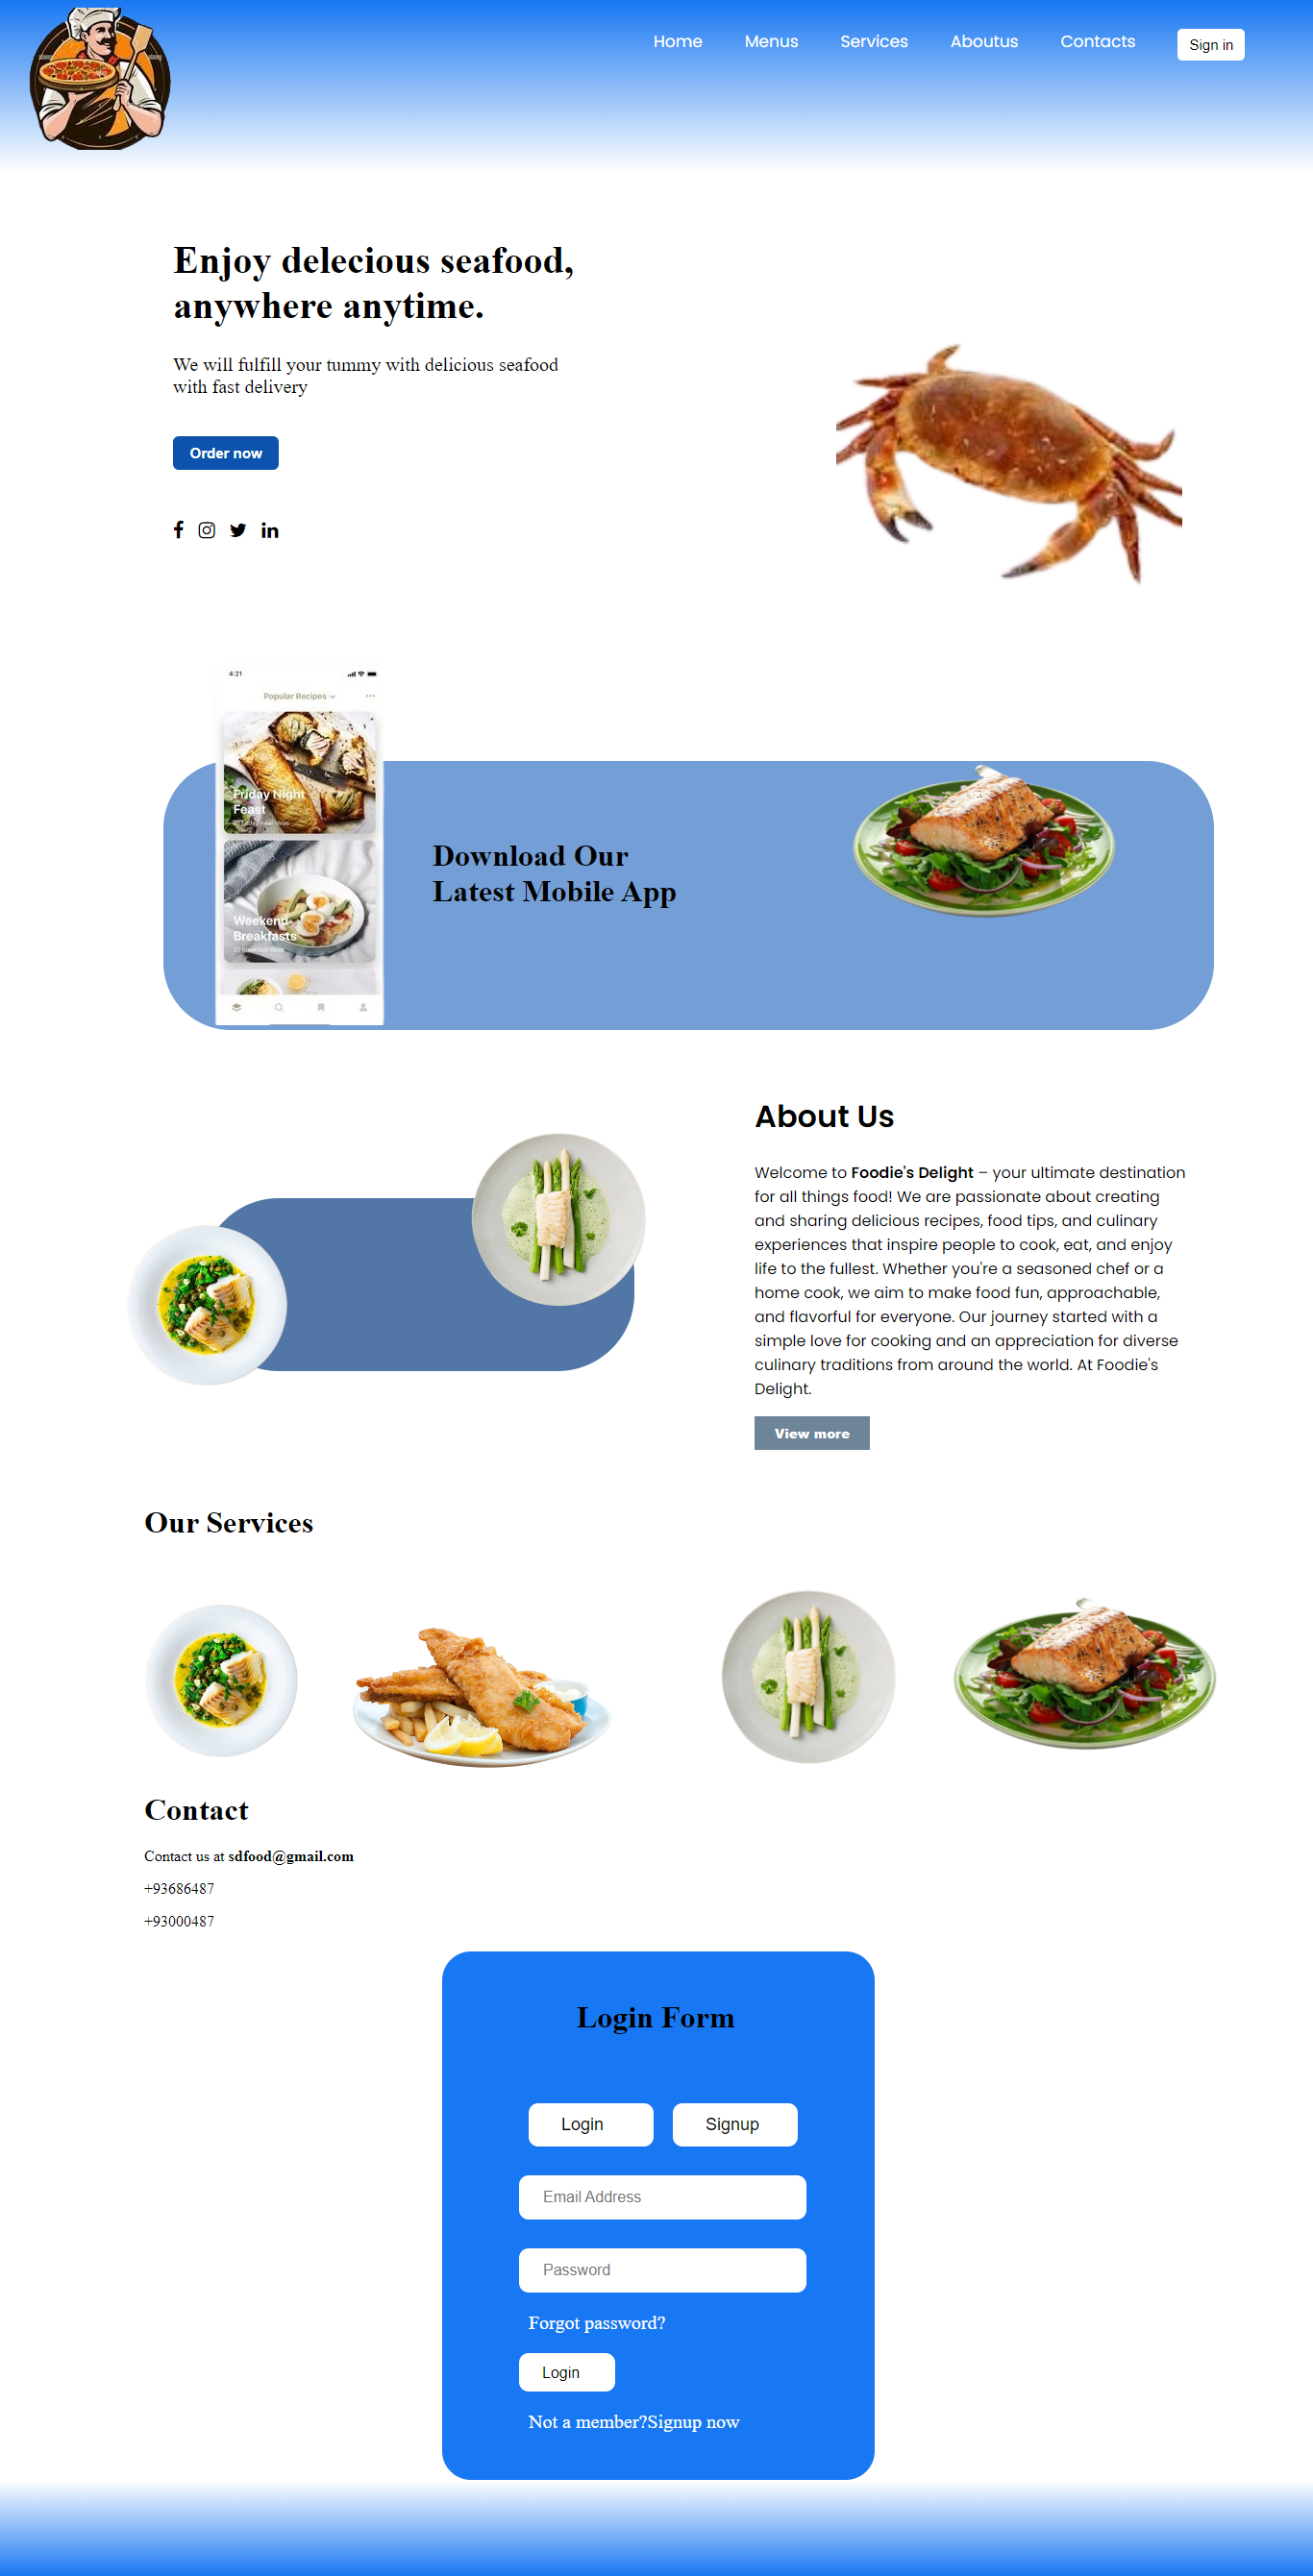 Home Menus Services Aboutus Contacts Sign in
Enjoy delecious seafood,
anywhere anytime.
We will fulfill your tummy with delicious seafood
with fast delivery
Order now
4:21
Popular Recipes
Friday Night
Feast
Weekend
Breakfasts
Download Our
Latest Mobile App
About Us
Welcome to Foodie's Delight – your ultimate destination
for all things food! We are passionate about creating
and sharing delicious recipes, food tips, and culinary
experiences that inspire people to cook, eat, and enjoy
life to the fullest. Whether you're a seasoned chef or a
home cook, we aim to make food fun, approachable,
and flavorful for everyone. Our journey started with a
simple love for cooking and an appreciation for diverse
culinary traditions from around the world. At Foodie's
Delight.
View more
Our Services
Contact
Contact us at sdfood@gmail.com
+93686487
+93000487
Login Form
Login Signup
Email Address
Password
Forgot password?
Login
Not a member?Signup now